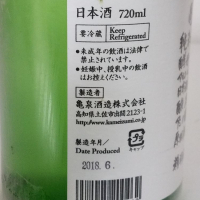 日本酒 720ml
要冷蔵 Keep Refrigerated
●未成年の飲酒は法律で
禁止されています。
●妊娠中、授乳中の飲酒
はお控えください。
製造者
亀泉酒造株式会社
高知県土佐市出間2123-1
http://www.kameizumi.co.jp
製造年月/
Date Produced
2018. 6.